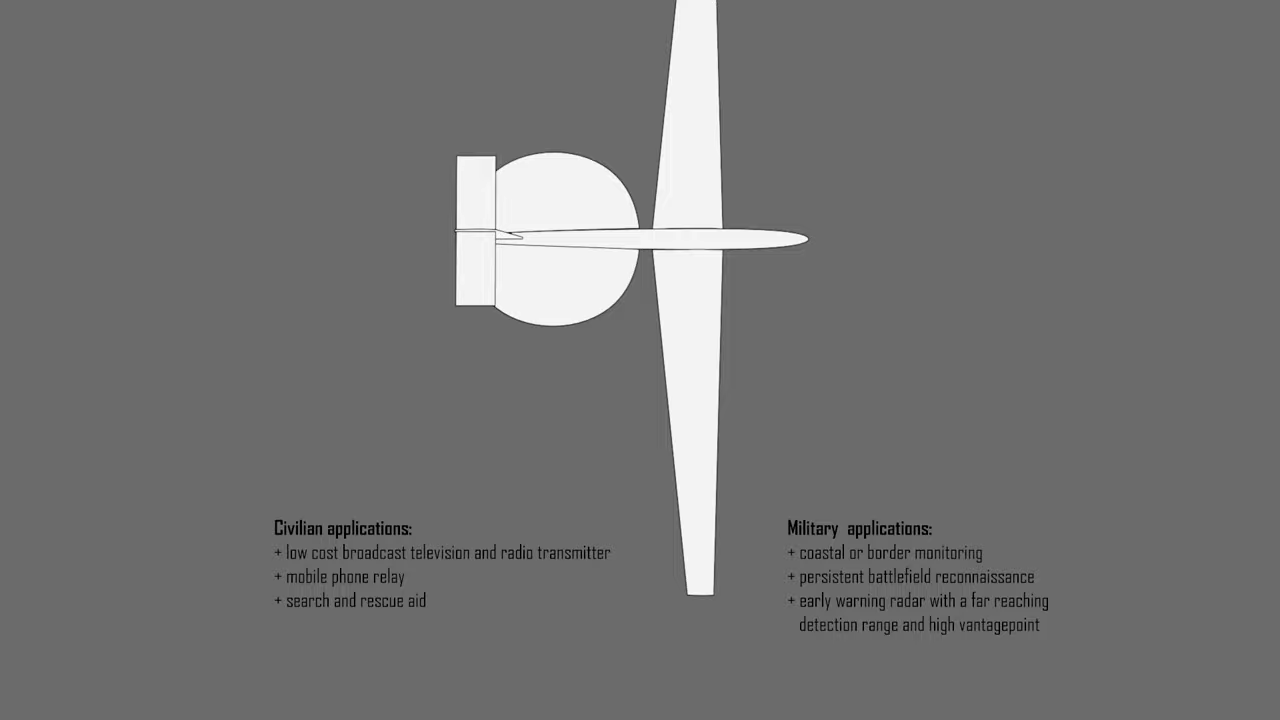 Civilian applications:
+ low cost broadcast television and radio transmitter
+ mobile phone relay
+ search and rescue aid
Military  applications:
+ coastal or border monitoring
+ persistent battlefield reconnaissance
+ early warning radar with a far reaching
detection range and high vantagepoint